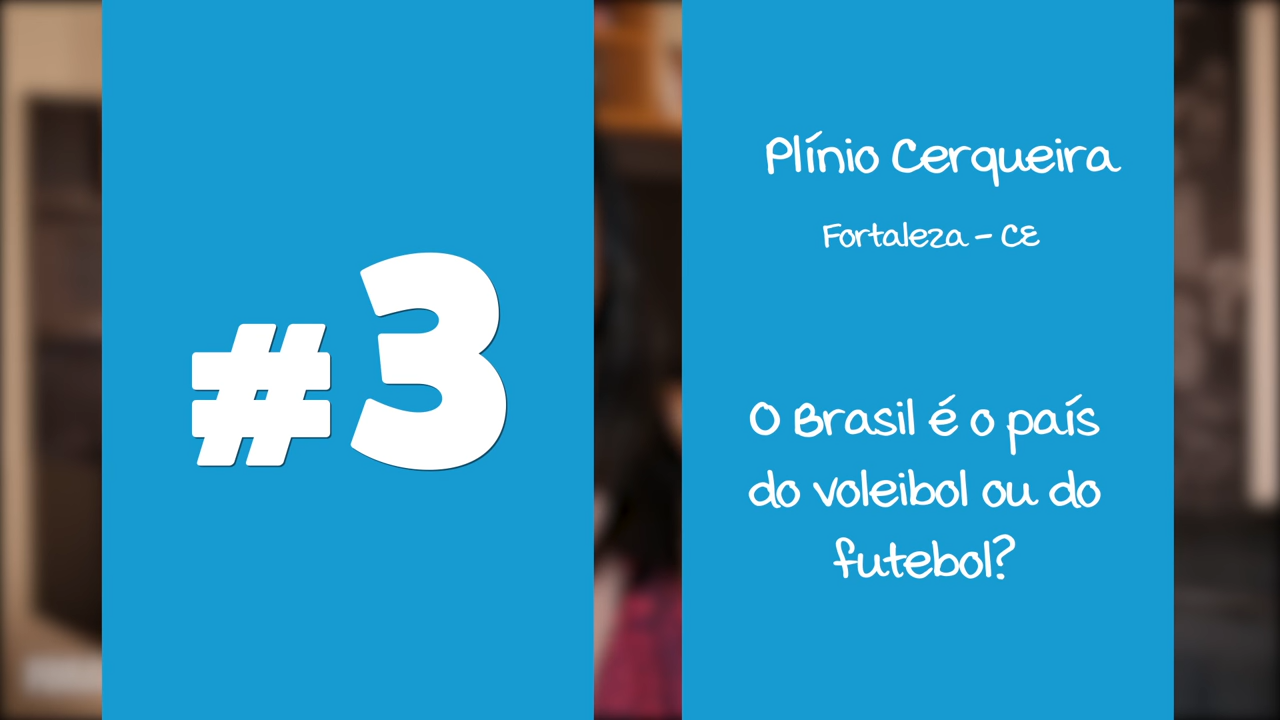 #3
Plínio Cerqueira
Fortaleza - CE
O Brasil é o país
do voleibol ou do
futebol?